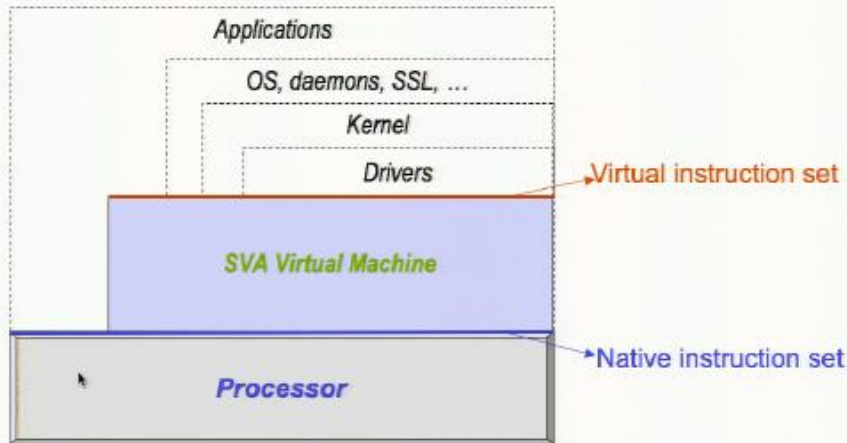 Applications
OS, daemons, SSL, ...
Kernel
Drivers
Virtual instruction set
SVA Virtual Machine
Native instruction set
Processor